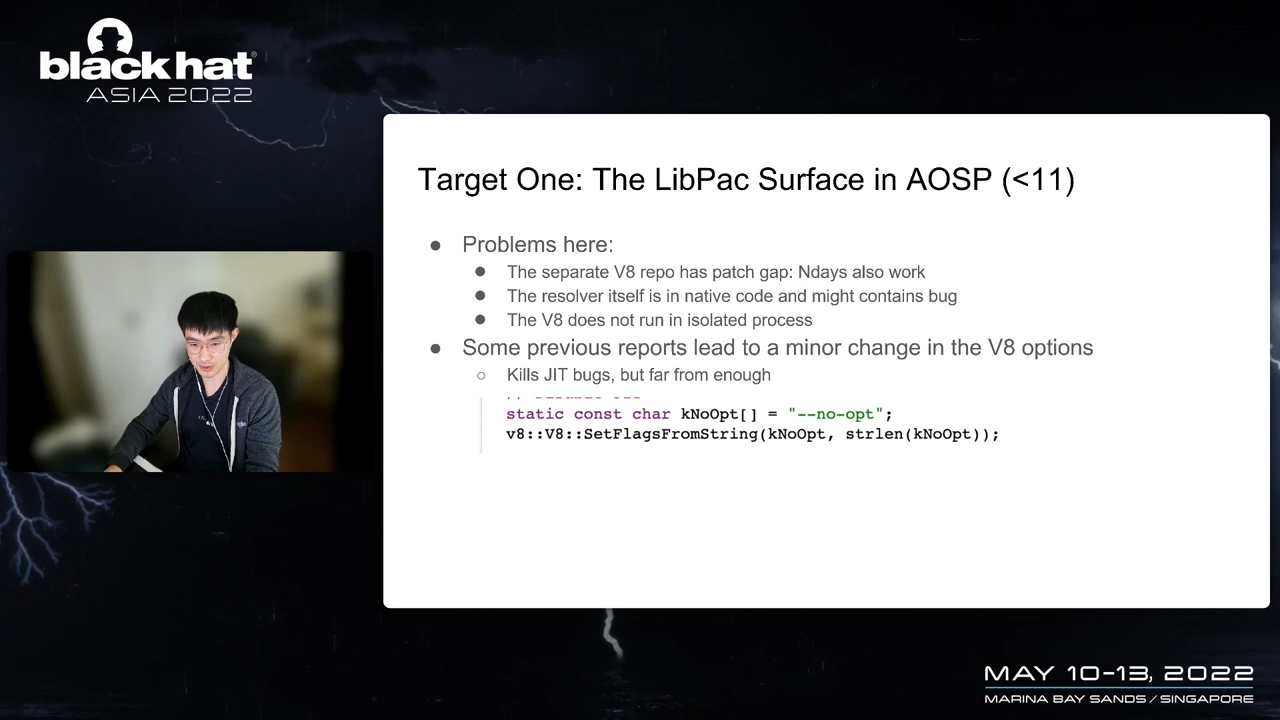 black hat®
ASIA 2022
Target One: The LibPac Surface in AOSP (<11)
● Problems here:
● The separate V8 repo has patch gap: Ndays also work
● The resolver itself is in native code and might contains bug
● The V8 does not run in isolated process
● Some previous reports lead to a minor change in the V8 options
○ Kills JIT bugs, but far from enough
static const char kNoOpt[] = "--no-opt";
v8::V8::SetFlagsFromString(kNoOpt, strlen(kNoOpt));
MAY 10-13, 2022
MARINA BAY SANDS / SINGAPORE